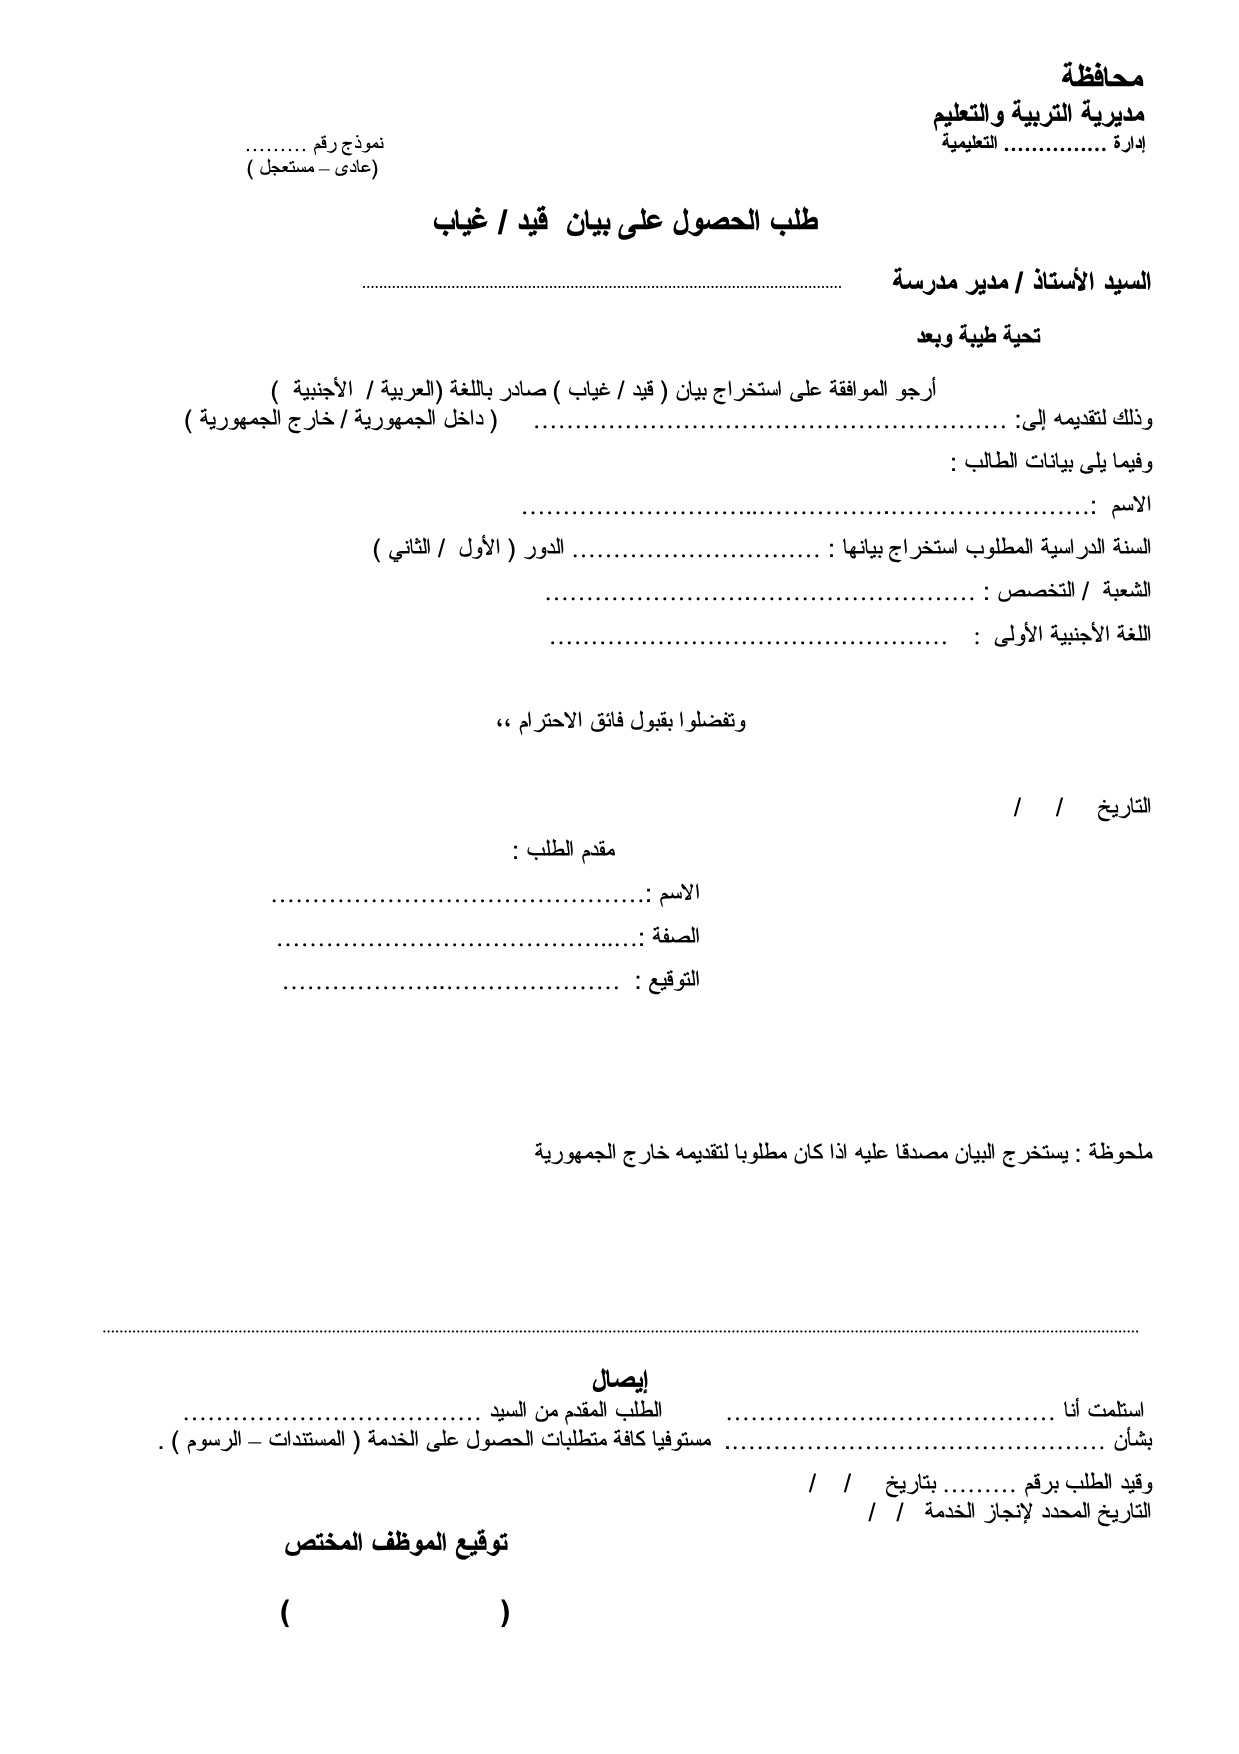 محافظة
مديرية التربية والتعليم
إدارة ............... التعليمية
نموذج رقم .........
(عادى – مستعجل )
طلب الحصول على بيان قيد / غياب
السيد الأستاذ / مدير مدرسة ................................................................
تحية طيبة وبعد
أرجو الموافقة على استخراج بيان ( قيد / غياب ) صادر باللغة (العربية / الأجنبية )
وذلك لتقديمه إلى: ................................................... ( داخل الجمهورية / خارج الجمهورية )
وفيما يلى بيانات الطالب :
الاسم :....................................................................
السنة الدراسية المطلوب استخراج بيانها : .............................. الدور ( الأول / الثاني )
الشعبة / التخصص : ....................................................
اللغة الأجنبية الأولى : ................................................
وتفضلوا بقبول فائق الاحترام ،،
التاريخ / /
مقدم الطلب :
الاسم :.............................................
الصفة :.........................................
التوقيع : .........................................
ملحوظة : يستخرج البيان مصدقا عليه اذا كان مطلوبا لتقديمه خارج الجمهورية
................................................................................................................................
إيصال
استلمت أنا ........................................ الطلب المقدم من السيد ....................................
بشأن .............................................. مستوفيا كافة متطلبات الحصول على الخدمة ( المستندات – الرسوم ) .
وقيد الطلب برقم ......... بتاريخ / /
التاريخ المحدد لإنجاز الخدمة / /
توقيع الموظف المختص
( )